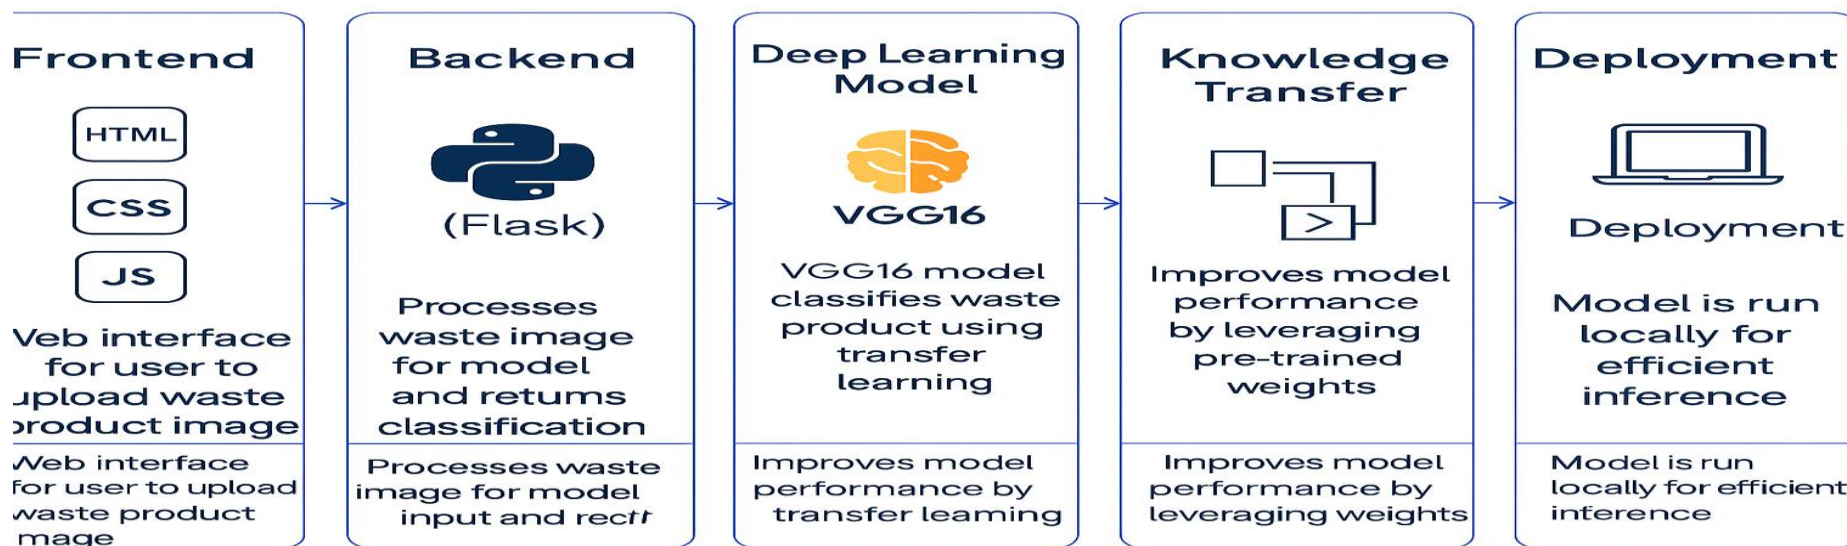 Frontend
HTML
CSS
JS
Web interface
for user to
upload waste
product image
Web interface
for user to upload
waste product
mage
Backend
(Flask)
Processes
waste image
for model
and retums
classification
Processes waste
image for model
input and
Deep Learning
Model
VGG16
VGG16 model
classifies waste
product using
transfer
learning
Improves model
performance by
transfer leaming
Knowledge
Transfer
>
Improves model
performance
by leveraging
pre-trained
weights
Improves model
performance by
leveraging weights
Deployment
Deployment
Model is run
locally for
efficient
inference
Model is run
locally for efficient
inference